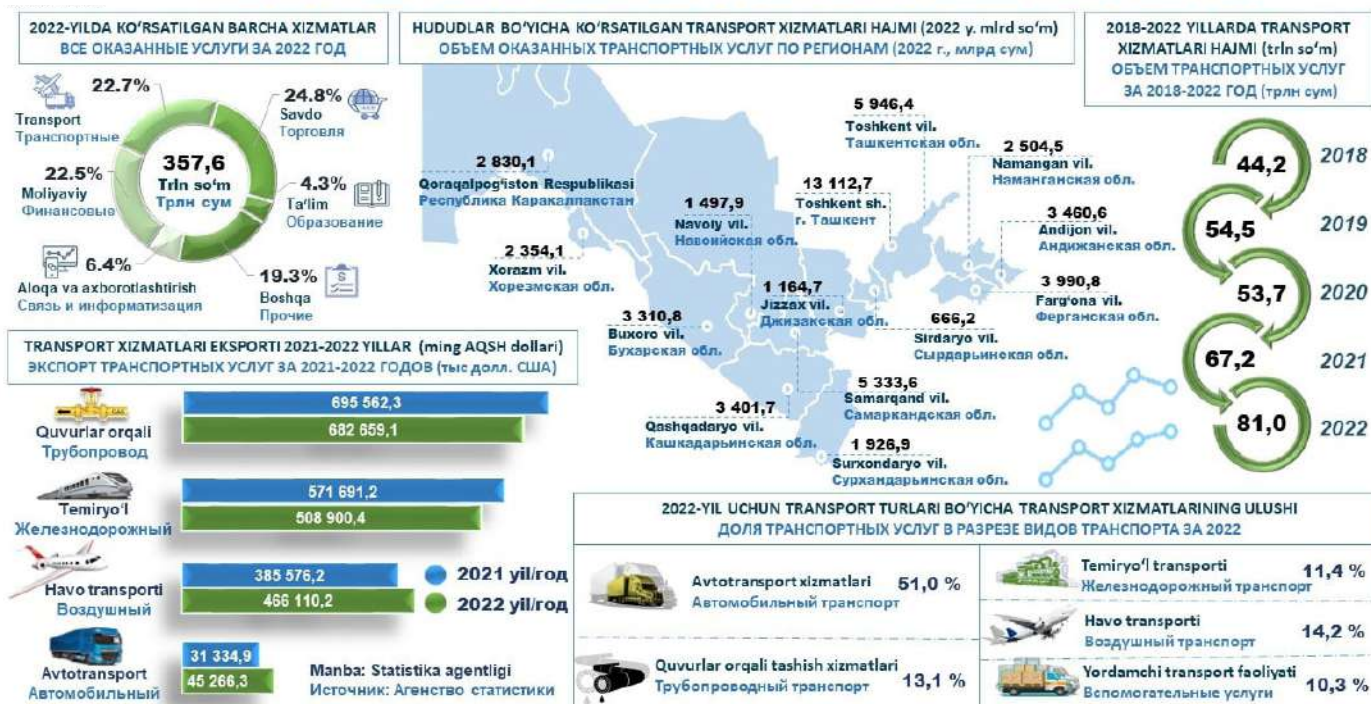 2022-YILDA KO‘RSATILGAN BARCHA XIZMATLAR
ВСЕ ОКАЗАННЫЕ УСЛУГИ ЗА 2022 ГОД
22.7%
Transport
Транспортные
24.8%
Savdo
Торговля
357,6
Trln so‘m
Трлн сум
22.5%
Moliyaviy
Финансовые
4.3%
Ta‘lim
Образование
6.4%
Aloqa va axborotlashtirish
Связь и информатизация
19.3%
Boshqa
Прочие
HUDUDLAR BO‘YICHA KO‘RSATILGAN TRANSPORT XIZMATLARI HAJMI (2022 y. mlrd so‘m)
ОБЪЕМ ОКАЗАННЫХ ТРАНСПОРТНЫХ УСЛУГ ПО РЕГИОНАМ (2022 г., млрд сум)
5 946,4
Toshkent vil.
Ташкентская обл.
2 504,5
Namangan vil.
Наманганская обл.
2 830,1
Qoraqalpog‘iston Respublikasi
Республика Каракалпакстан
13 112,7
Toshkent sh.
г. Ташкент
1 497,9
Navoiy vil.
Навоийская обл.
3 460,6
Andijon vil.
Андижанская обл.
2 354,1
Xorazm vil.
Хорезмская обл.
1 164,7
Jizzax vil.
Джизакская обл.
3 990,8
Farg‘ona vil.
Ферганская обл.
3 310,8
Buxoro vil.
Бухарская обл.
666,2
Sirdaryo vil.
Сырдарьинская обл.
5 333,6
Samarqand vil.
Самаркандская обл.
3 401,7
Qashqadaryo vil.
Кашкадарьинская обл.
1 926,9
Surxondaryo vil.
Сурхандарьинская обл.
2018-2022 YILLARDA TRANSPORT
XIZMATLARI HAJMI (trln so‘m)
ОБЪЕМ ТРАНСПОРТНЫХ УСЛУГ
ЗА 2018-2022 ГОД (трлн сум)
44,2 2018
54,5 2019
53,7 2020
67,2 2021
81,0 2022
TRANSPORT XIZMATLARI EKSPORTI 2021-2022 YILLAR (ming AQSH dollari)
ЭКСПОРТ ТРАНСПОРТНЫХ УСЛУГ ЗА 2021-2022 ГОДОВ (тыс долл. США)
GAS
Quvurlar orqali
Трубопровод
695 562,3
682 659,1
Temiryo‘l
Железнодорожный
571 691,2
508 900,4
Havo transporti
Воздушный
385 576,2
466 110,2
2021 yil/год
2022 yil/год
Avtotransport
Автомобильный
31 334,9
45 266,3
Manba: Statistika agentligi
Источник: Агенство статистики
2022-YIL UCHUN TRANSPORT TURLARI BO‘YICHA TRANSPORT XIZMATLARINING ULUSHI
ДОЛЯ ТРАНСПОРТНЫХ УСЛУГ В РАЗРЕЗЕ ВИДОВ ТРАНСПОРТА ЗА 2022
Avtotransport xizmatlari
Автомобильный транспорт
51,0 %
Quvurlar orqali tashish xizmatlari
Трубопроводный транспорт
13,1 %
Temiryo‘l transporti
Железнодорожный транспорт
11,4 %
Havo transporti
Воздушный транспорт
14,2 %
Yordamchi transport faoliyati
Вспомогательные услуги
10,3 %